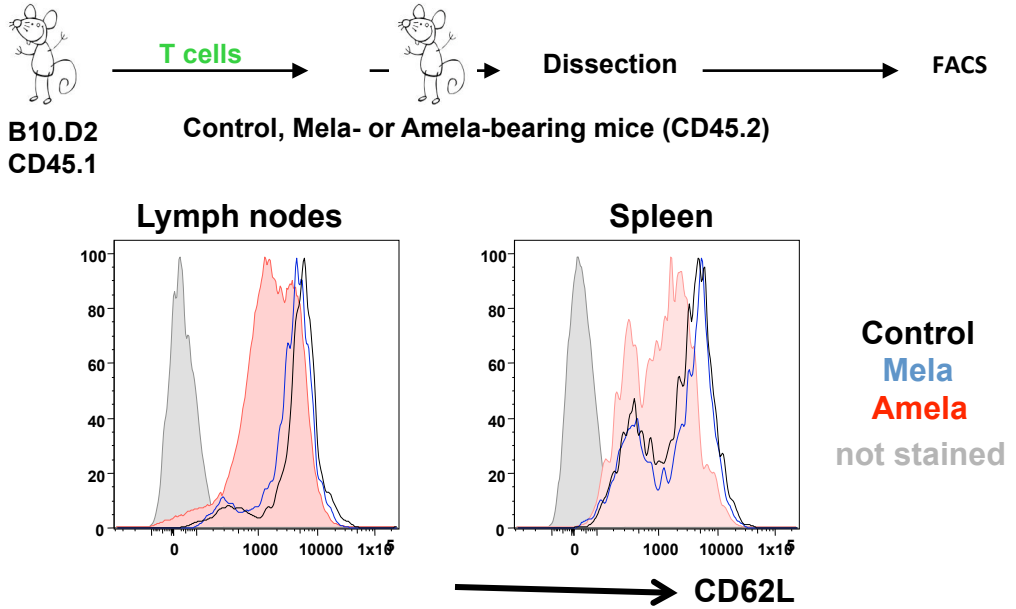 T cells
Dissection
FACS
B10.D2
CD45.1
Control, Mela- or Amela-bearing mice (CD45.2)
Lymph nodes
Spleen
100
80
60
40
20
0
0 1000 10000 1x10^5
100
80
60
40
20
0
0 1000 10000 1x10^5
Control
Mela
Amela
not stained
CD62L